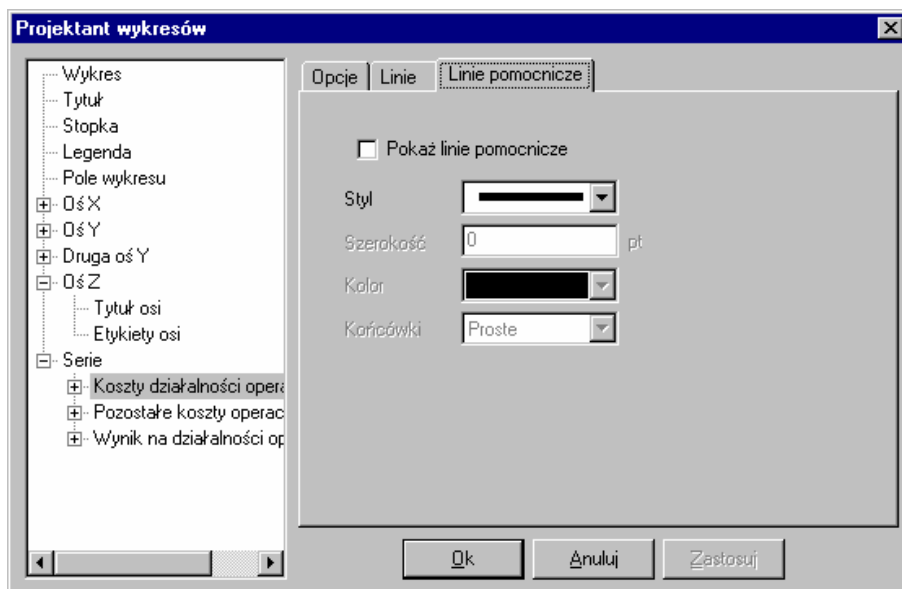 Projektant wykresów
Wykres
Tytuł
Stopka
Legenda
Pole wykresu
Oś X
Oś Y
Druga oś Y
Oś Z
Tytuł osi
Etykiety osi
Serie
Koszty działalności opera
Pozostałe koszty operac
Wynik na działalności op
Opcje
Linie
Linie pomocnicze
Pokaż linie pomocnicze
Styl
Szerokość 0 pt
Kolor
Końcówki Proste
Ok
Anuluj
Zastosuj